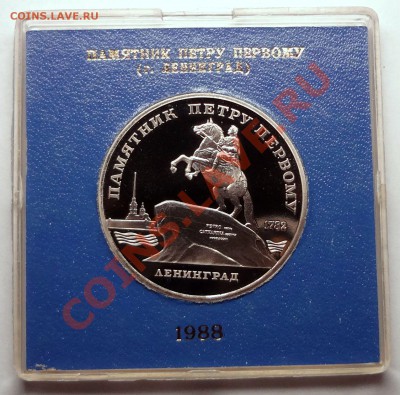 COINS.LAVE.RU
ПАМЯТНИК ПЕТРУ ПЕРВОМУ
(г. ЛЕНИНГРАД)
ПАМЯТНИК ПЕТРУ ПЕРВОМУ
1782
ЛЕНИНГРАД
1988
COINS.LAVE.RU